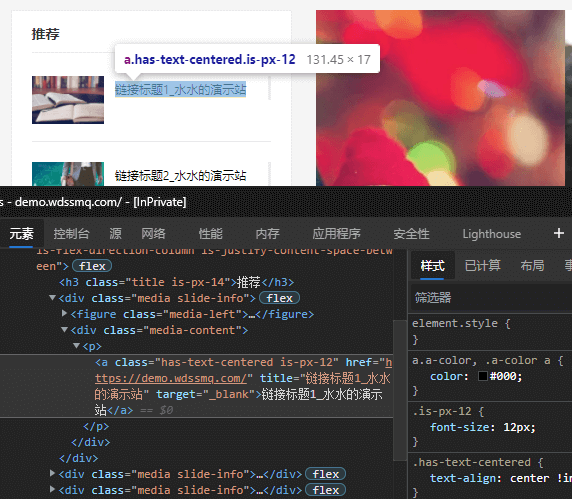 推荐
a.has-text-centered.is-px-12 131.45 × 17
链接标题1_水水的演示站
链接标题2_水水的演示站
s - demo.wdssmq.com/ - [InPrivate]
元素 控制台 源 网络 性能 内存 应用程序 安全性 Lighthouse +
is-flex-direction-column is-justify-content-space-betw
een"> flex
<h3 class="title is-px-14">推荐</h3>
<div class="media slide-info"> flex
<figure class="media-left">…</figure>
<div class="media-content">
<p>
<a class="has-text-centered is-px-12" href="h
ttps://demo.wdssmq.com/" title="链接标题1_水水
的演示站" target="_blank">链接标题1_水水的演示
站</a> == $0
</p>
</div>
</div>
<div class="media slide-info">…</div> flex
<div class="media slide-info">…</div> flex
样式 已计算 布局
筛选器
element.style {
}
a.a-color, .a-color a {
color: #000;
}
.is-px-12 {
font-size: 12px;
}
.has-text-centered {
text-align: center !in